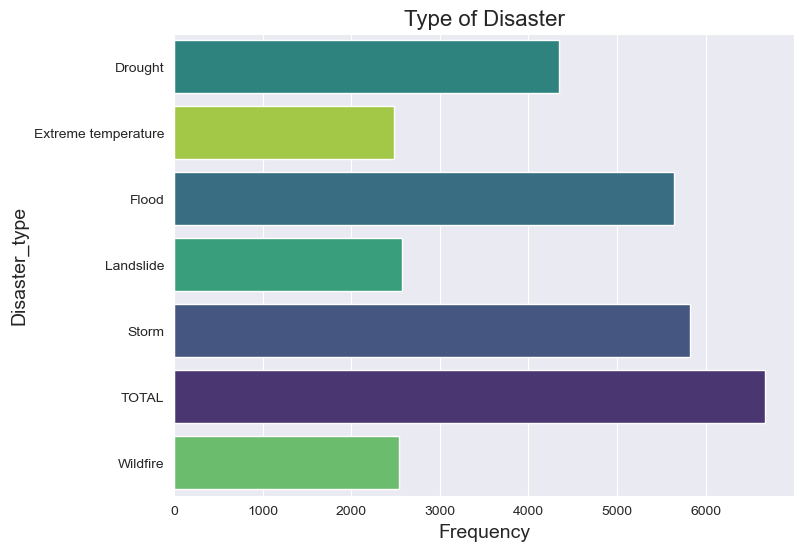 Type of Disaster
Disaster_type
Drought
Extreme temperature
Flood
Landslide
Storm
TOTAL
Wildfire
0 1000 2000 3000 4000 5000 6000
Frequency